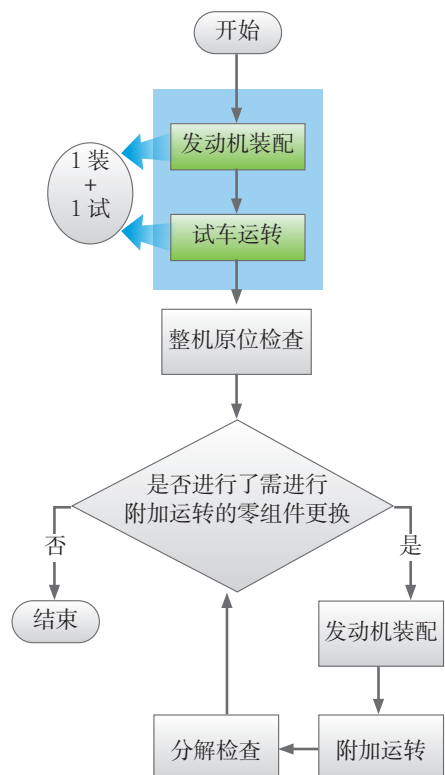 开始
发动机装配
1 装
+
1 试
试车运转
整机原位检查
是否进行了需进行
附加运转的零组件更换
否
是
结束
发动机装配
分解检查
附加运转